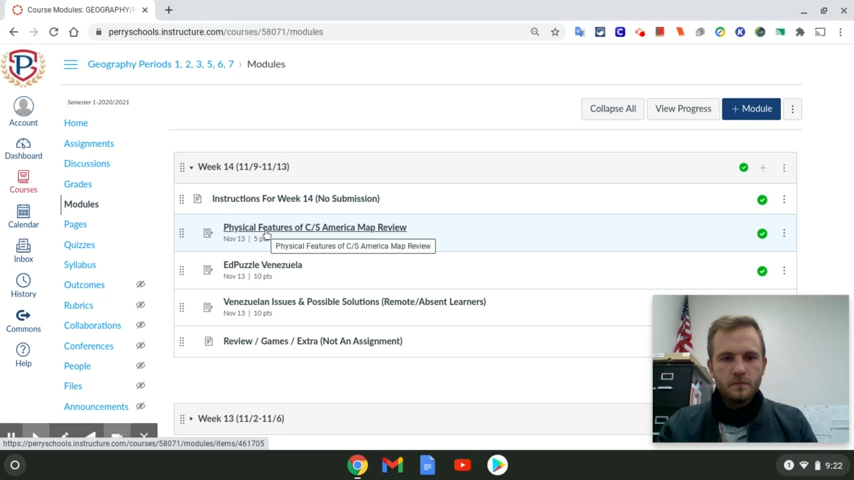 Course Modules: GEOGRAPHY/
perryschools.instructure.com/courses/58071/modules
Geography Periods 1, 2, 3, 5, 6, 7 › Modules
Semester 1-2020/2021
Account
Dashboard
Courses
Calendar
Inbox
History
Commons
Help
Home
Assignments
Discussions
Grades
Modules
Pages
Quizzes
Syllabus
Outcomes
Rubrics
Collaborations
Conferences
People
Files
Announcements
Collapse All
View Progress
+ Module
Week 14 (11/9-11/13)
Instructions For Week 14 (No Submission)
Physical Features of C/S America Map Review
Nov 13 | 5 pts
Physical Features of C/S America Map Review
EdPuzzle Venezuela
Nov 13 | 10 pts
Venezuelan Issues & Possible Solutions (Remote/Absent Learners)
Nov 13 | 10 pts
Review / Games / Extra (Not An Assignment)
Week 13 (11/2-11/6)
https://perryschools.instructure.com/courses/58071/modules/items/461705
1
9:22